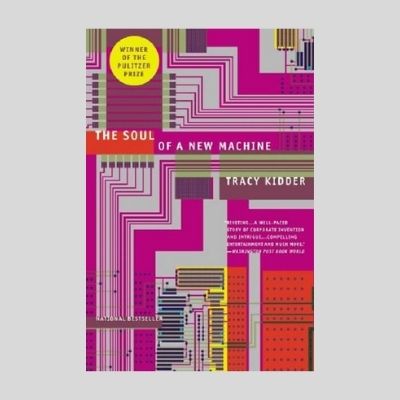 WINNER
OF THE
PULITZER
PRIZE
THE SOUL
OF A NEW MACHINE
TRACY KIDDER
"RIVETING...A WELL-PACED
STORY OF CORPORATE INVENTION
AND INTRIGUE...COMPELLING
ENTERTAINMENT AND MUCH MORE."
—WASHINGTON POST BOOK WORLD
NATIONAL BESTSELLER